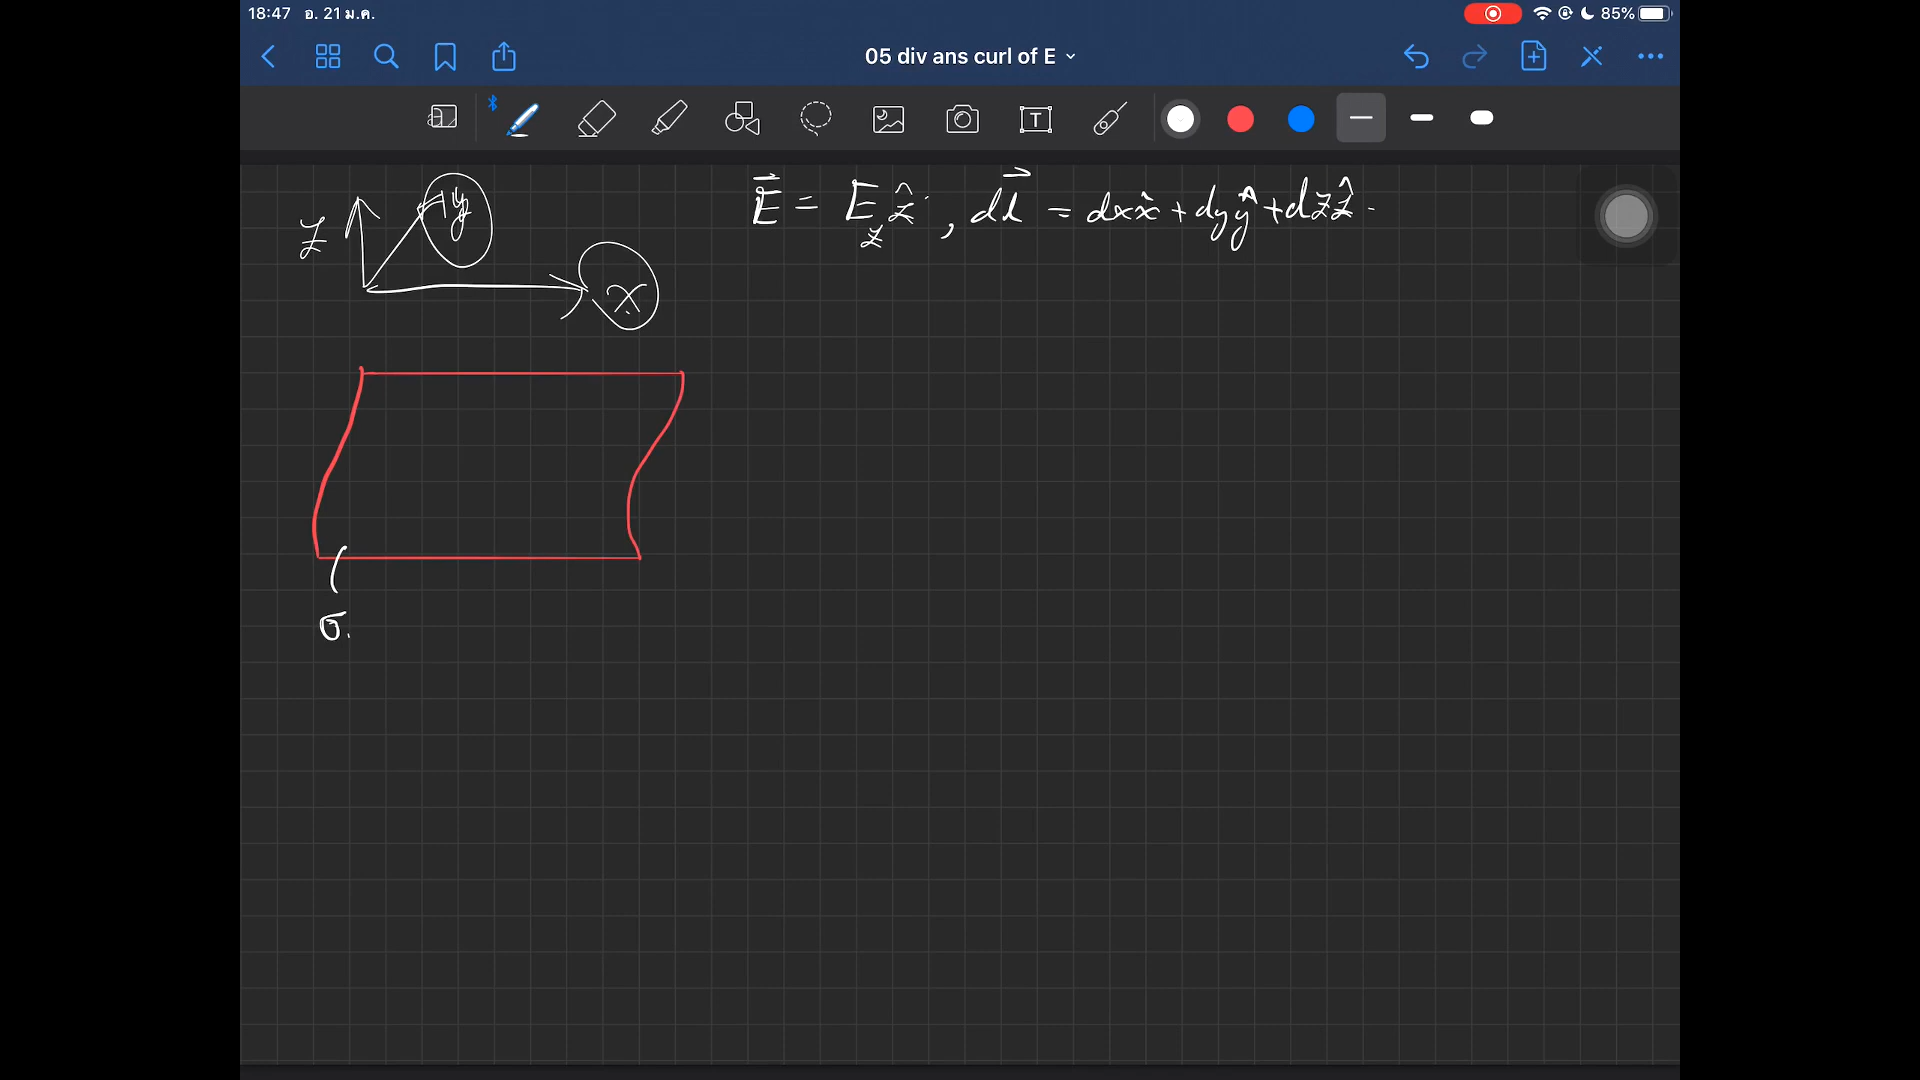 18:47 อ. 21 ม.ค.
85%
05 div ans curl of E
T
z
y
x
E⃗ = E_z ẑ , dl⃗ = dx x̂ + dy ŷ + dz ẑ
σ